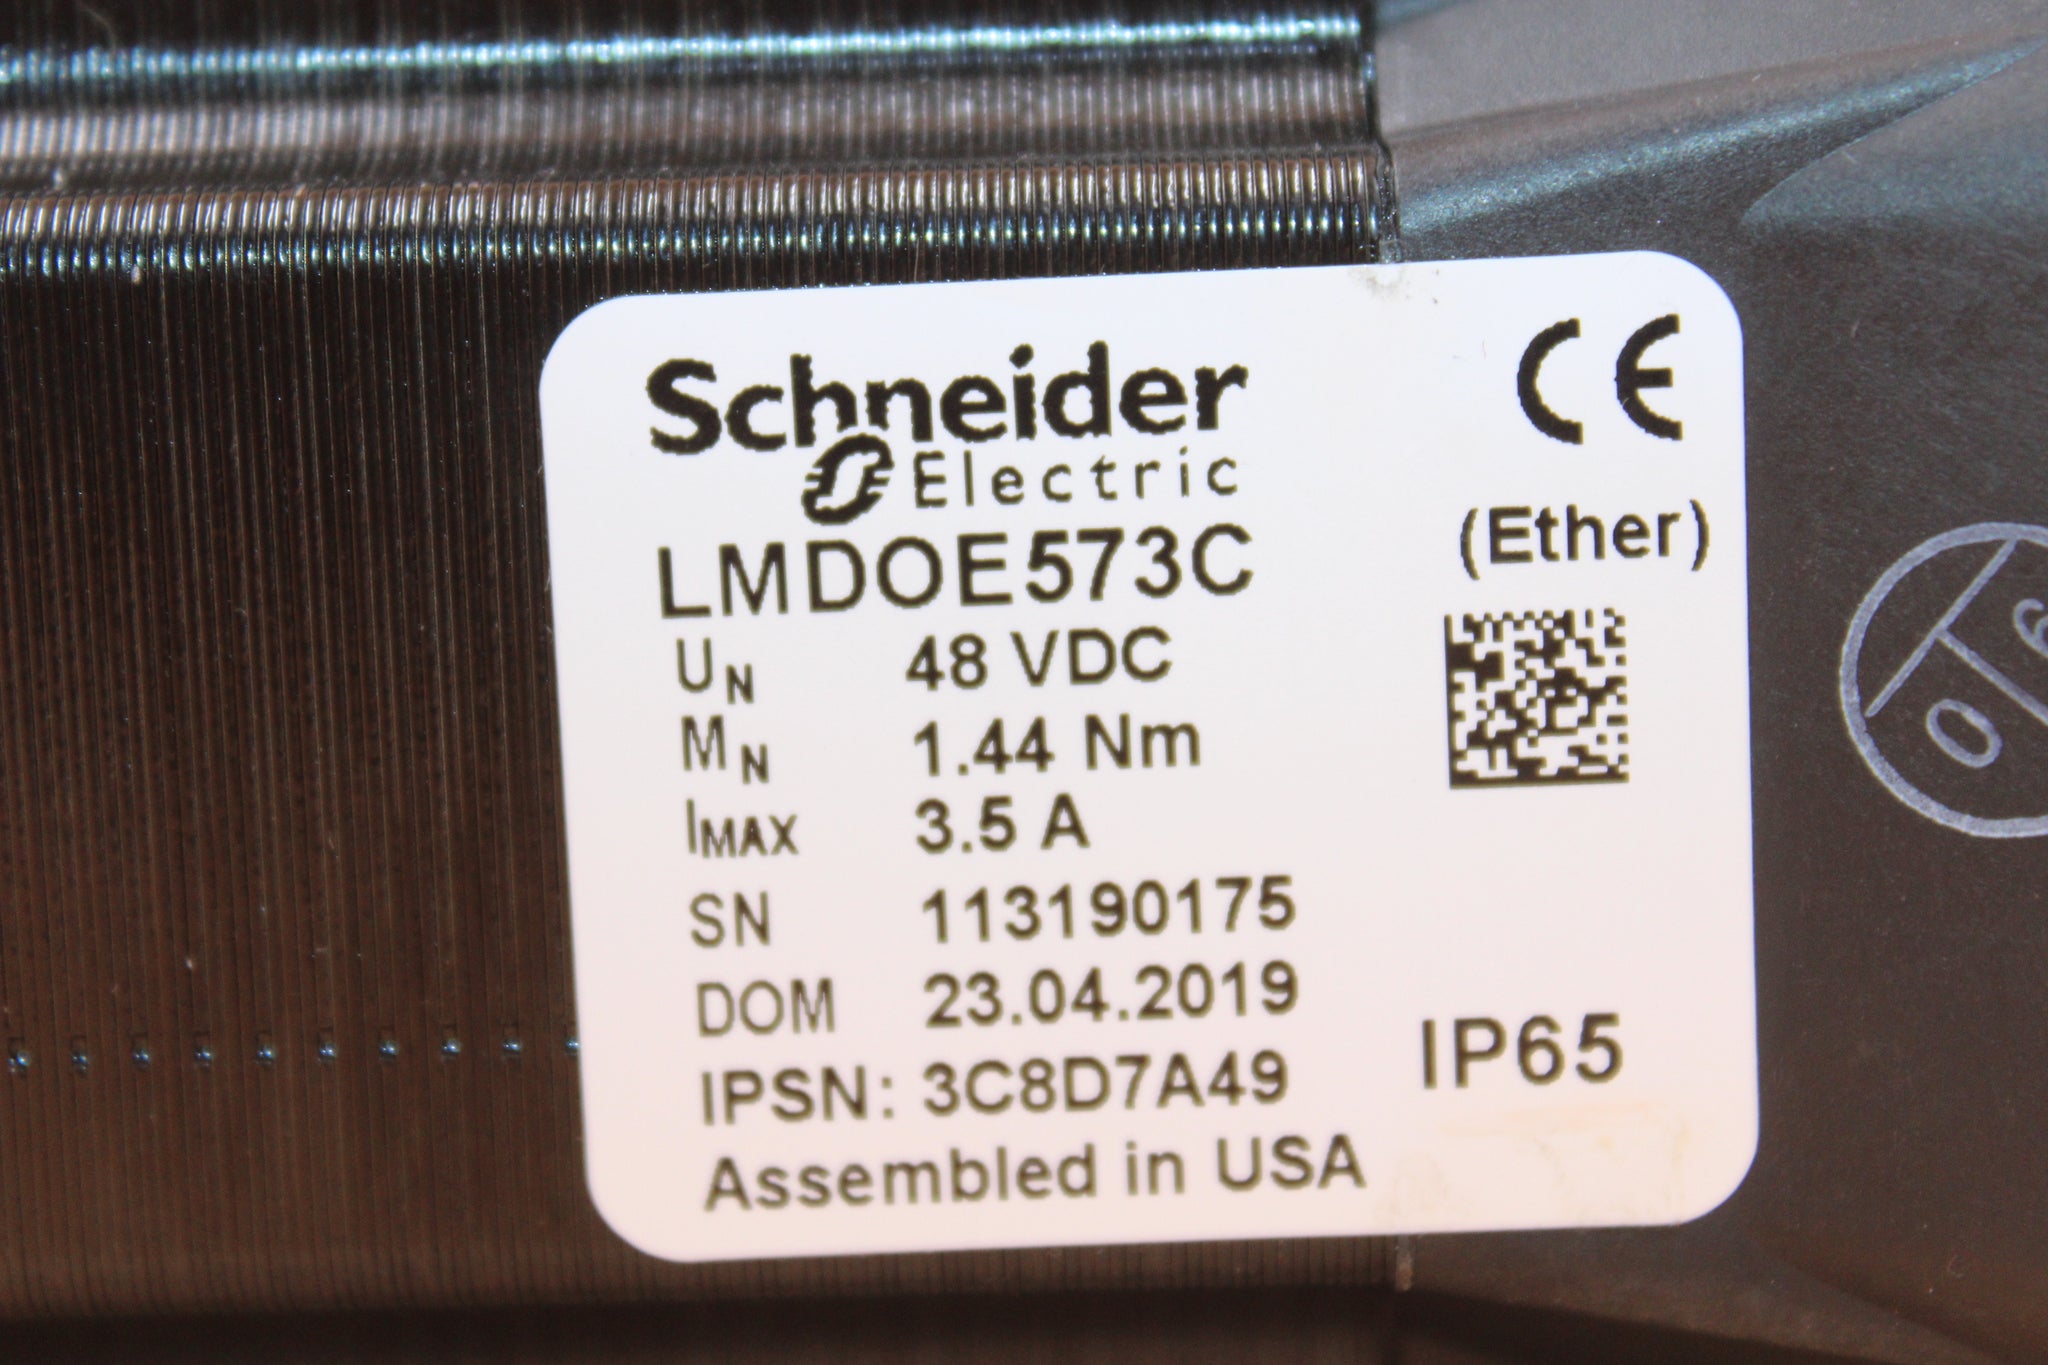 Schneider
Electric
CE
(Ether)
LMDOE573C
UN 48 VDC
MN 1.44 Nm
IMAX 3.5 A
SN 113190175
DOM 23.04.2019
IPSN: 3C8D7A49
IP65
Assembled in USA